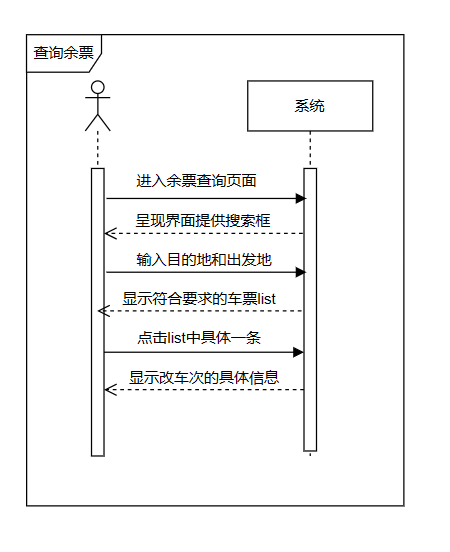 查询余票
系统
进入余票查询页面
呈现界面提供搜索框
输入目的地和出发地
显示符合要求的车票list
点击list中具体一条
显示改车次的具体信息